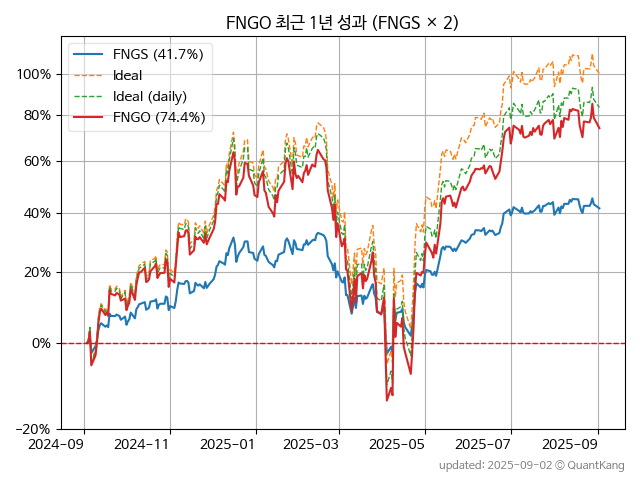 FNGO 최근 1년 성과 (FNGS × 2)
FNGS (41.7%)
Ideal
Ideal (daily)
FNGO (74.4%)
100%
80%
60%
40%
20%
0%
−20%
2024-09
2024-11
2025-01
2025-03
2025-05
2025-07
2025-09
updated: 2025-09-02 © QuantKang